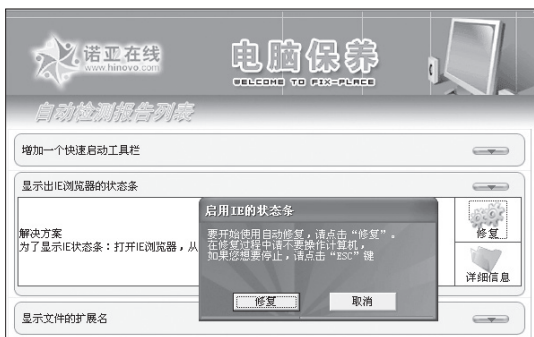 诺亚在线
www.hinovo.com
电脑保养
WELCOME TO FIX-PLACE
自动检测报告列表
增加一个快速启动工具栏
显示出IE浏览器的状态条
解决方案
为了显示IE状态条：打开IE浏览器，从
启用IE的状态条
要开始使用自动修复，请点击“修复”。
在修复过程中请不要操作计算机，
如果您想要停止，请点击“ESC”键
修复
取消
修复
详细信息
显示文件的扩展名